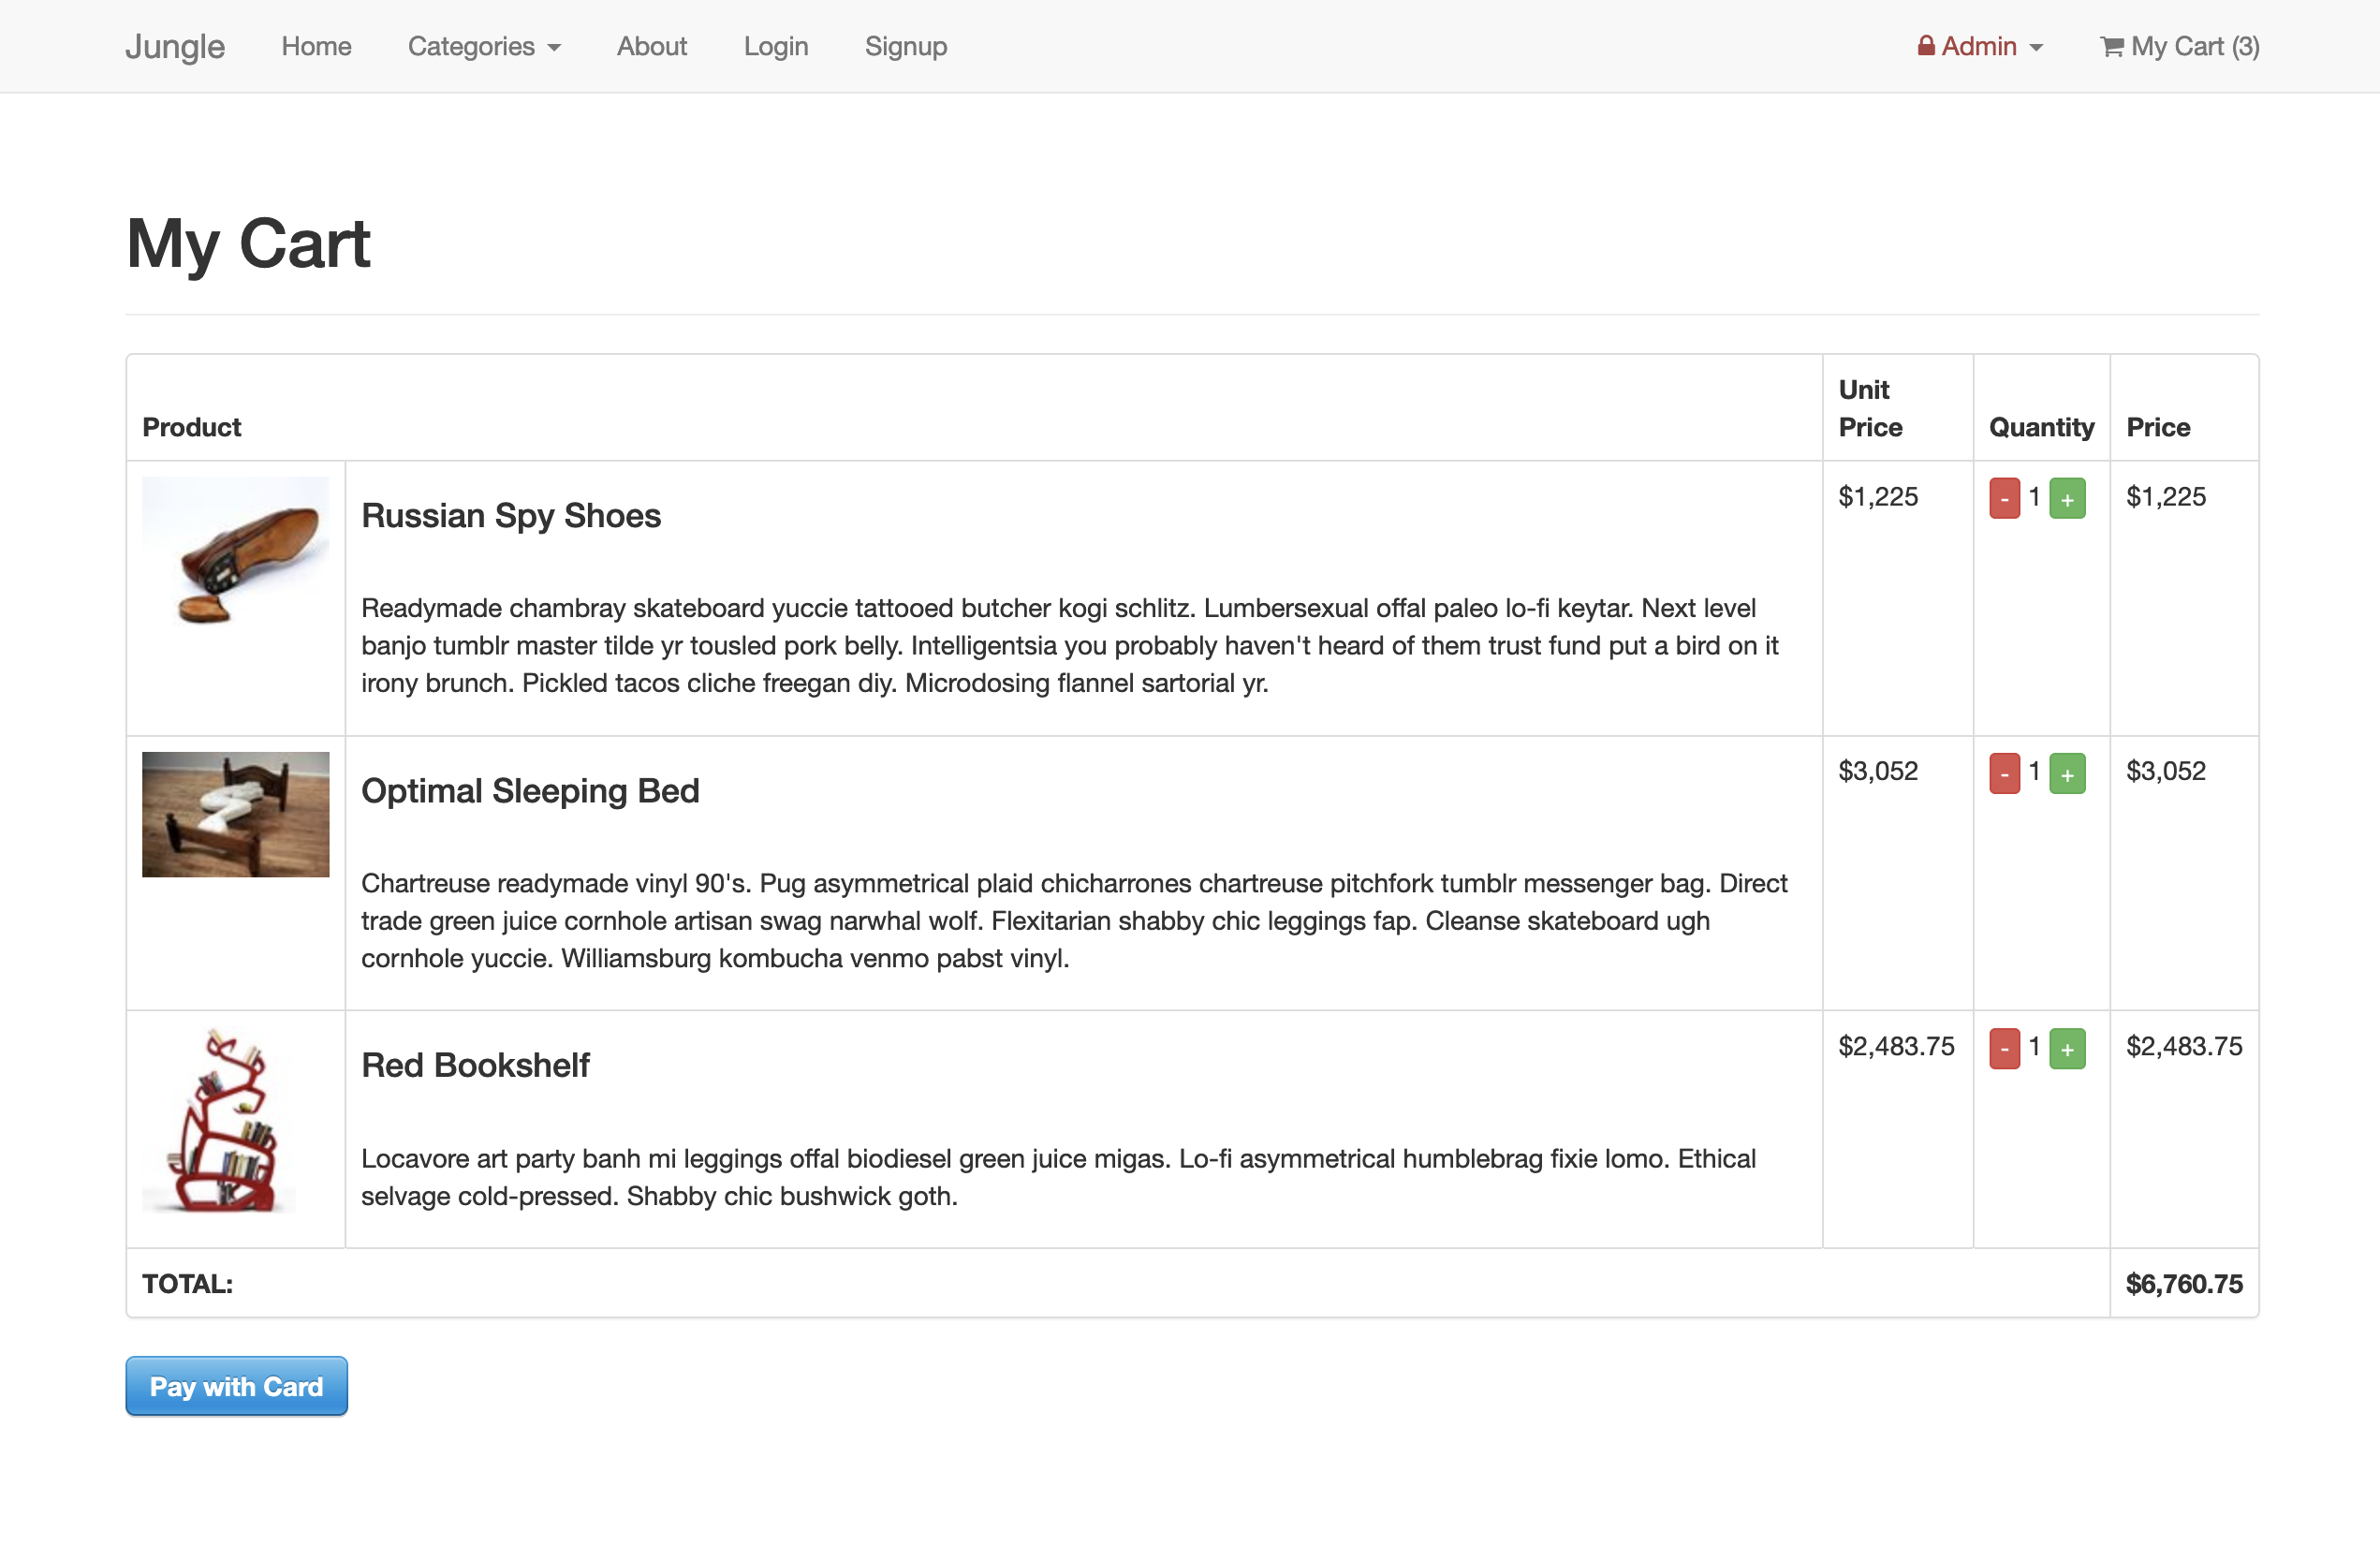 Jungle Home Categories About Login Signup Admin My Cart (3)
My Cart
Product Unit Price Quantity Price
Russian Spy Shoes $1,225 - 1 + $1,225
Readymade chambray skateboard yuccie tattooed butcher kogi schlitz. Lumbersexual offal paleo lo-fi keytar. Next level
banjo tumblr master tilde yr tousled pork belly. Intelligentsia you probably haven't heard of them trust fund put a bird on it
irony brunch. Pickled tacos cliche freegan diy. Microdosing flannel sartorial yr.
Optimal Sleeping Bed $3,052 - 1 + $3,052
Chartreuse readymade vinyl 90's. Pug asymmetrical plaid chicharrones chartreuse pitchfork tumblr messenger bag. Direct
trade green juice cornhole artisan swag narwhal wolf. Flexitarian shabby chic leggings fap. Cleanse skateboard ugh
cornhole yuccie. Williamsburg kombucha venmo pabst vinyl.
Red Bookshelf $2,483.75 - 1 + $2,483.75
Locavore art party banh mi leggings offal biodiesel green juice migas. Lo-fi asymmetrical humblebrag fixie lomo. Ethical
selvage cold-pressed. Shabby chic bushwick goth.
TOTAL: $6,760.75
Pay with Card